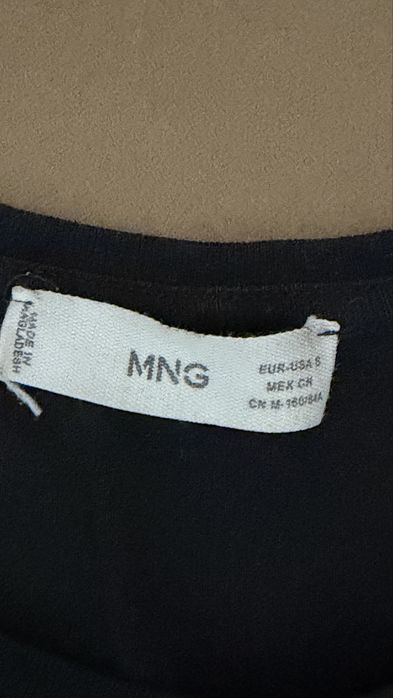 MADE IN
BANGLADESH
MNG
EUR-USA S
MEX CH
CN M-160/84A